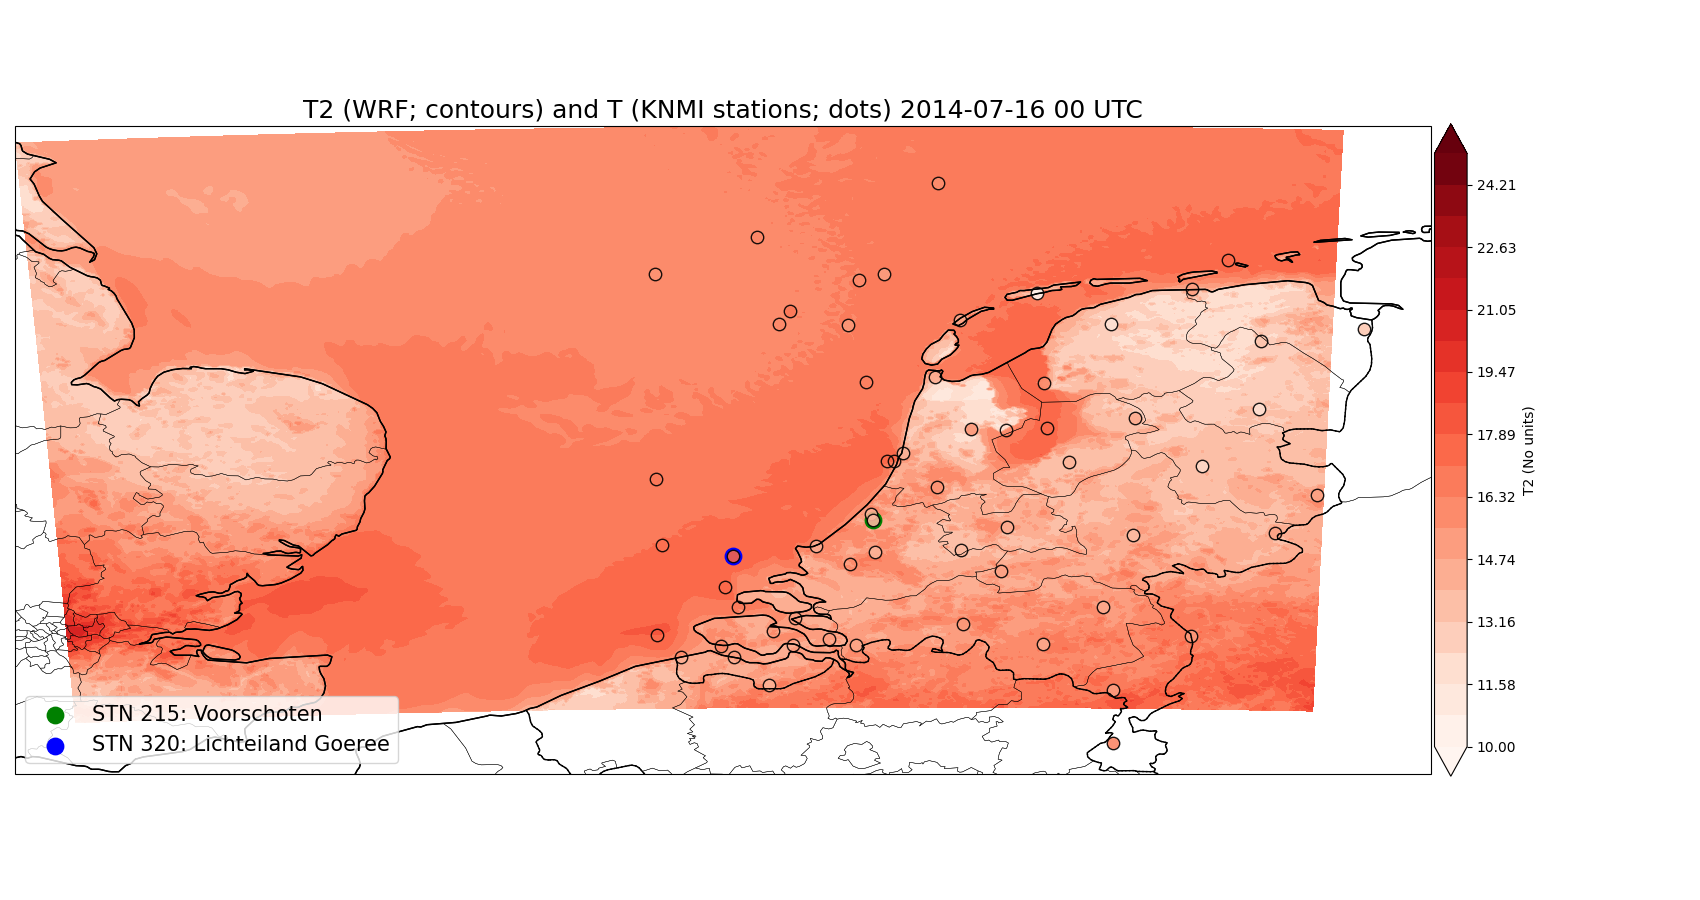 T2 (WRF; contours) and T (KNMI stations; dots) 2014-07-16 00 UTC
24.21
22.63
21.05
19.47
17.89
16.32
14.74
13.16
11.58
10.00
T2 (No units)
STN 215: Voorschoten
STN 320: Lichteiland Goeree